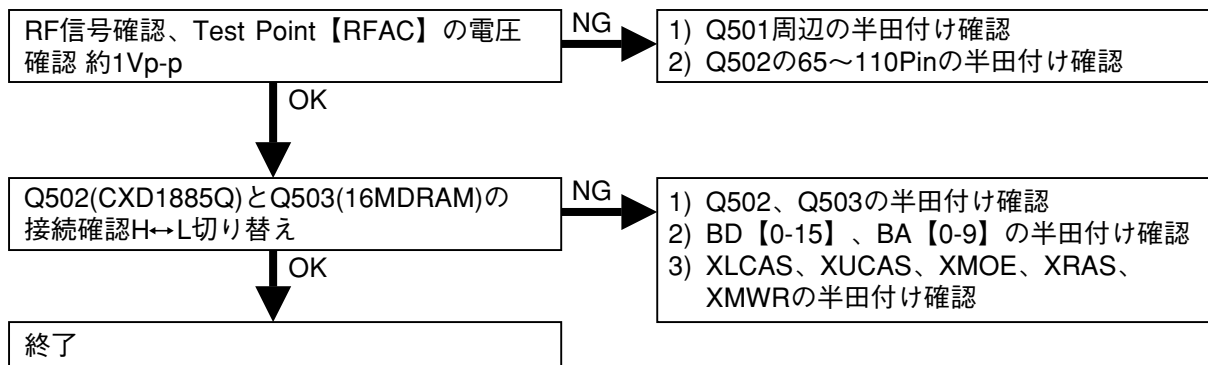 RF信号確認、Test Point【RFAC】の電圧
確認 約1Vp-p
NG
1) Q501周辺の半田付け確認
2) Q502の65〜110Pinの半田付け確認
OK
Q502(CXD1885Q)とQ503(16MDRAM)の
接続確認H↔L切り替え
NG
1) Q502、Q503の半田付け確認
2) BD【0-15】、BA【0-9】の半田付け確認
3) XLCAS、XUCAS、XMOE、XRAS、
XMWRの半田付け確認
OK
終了